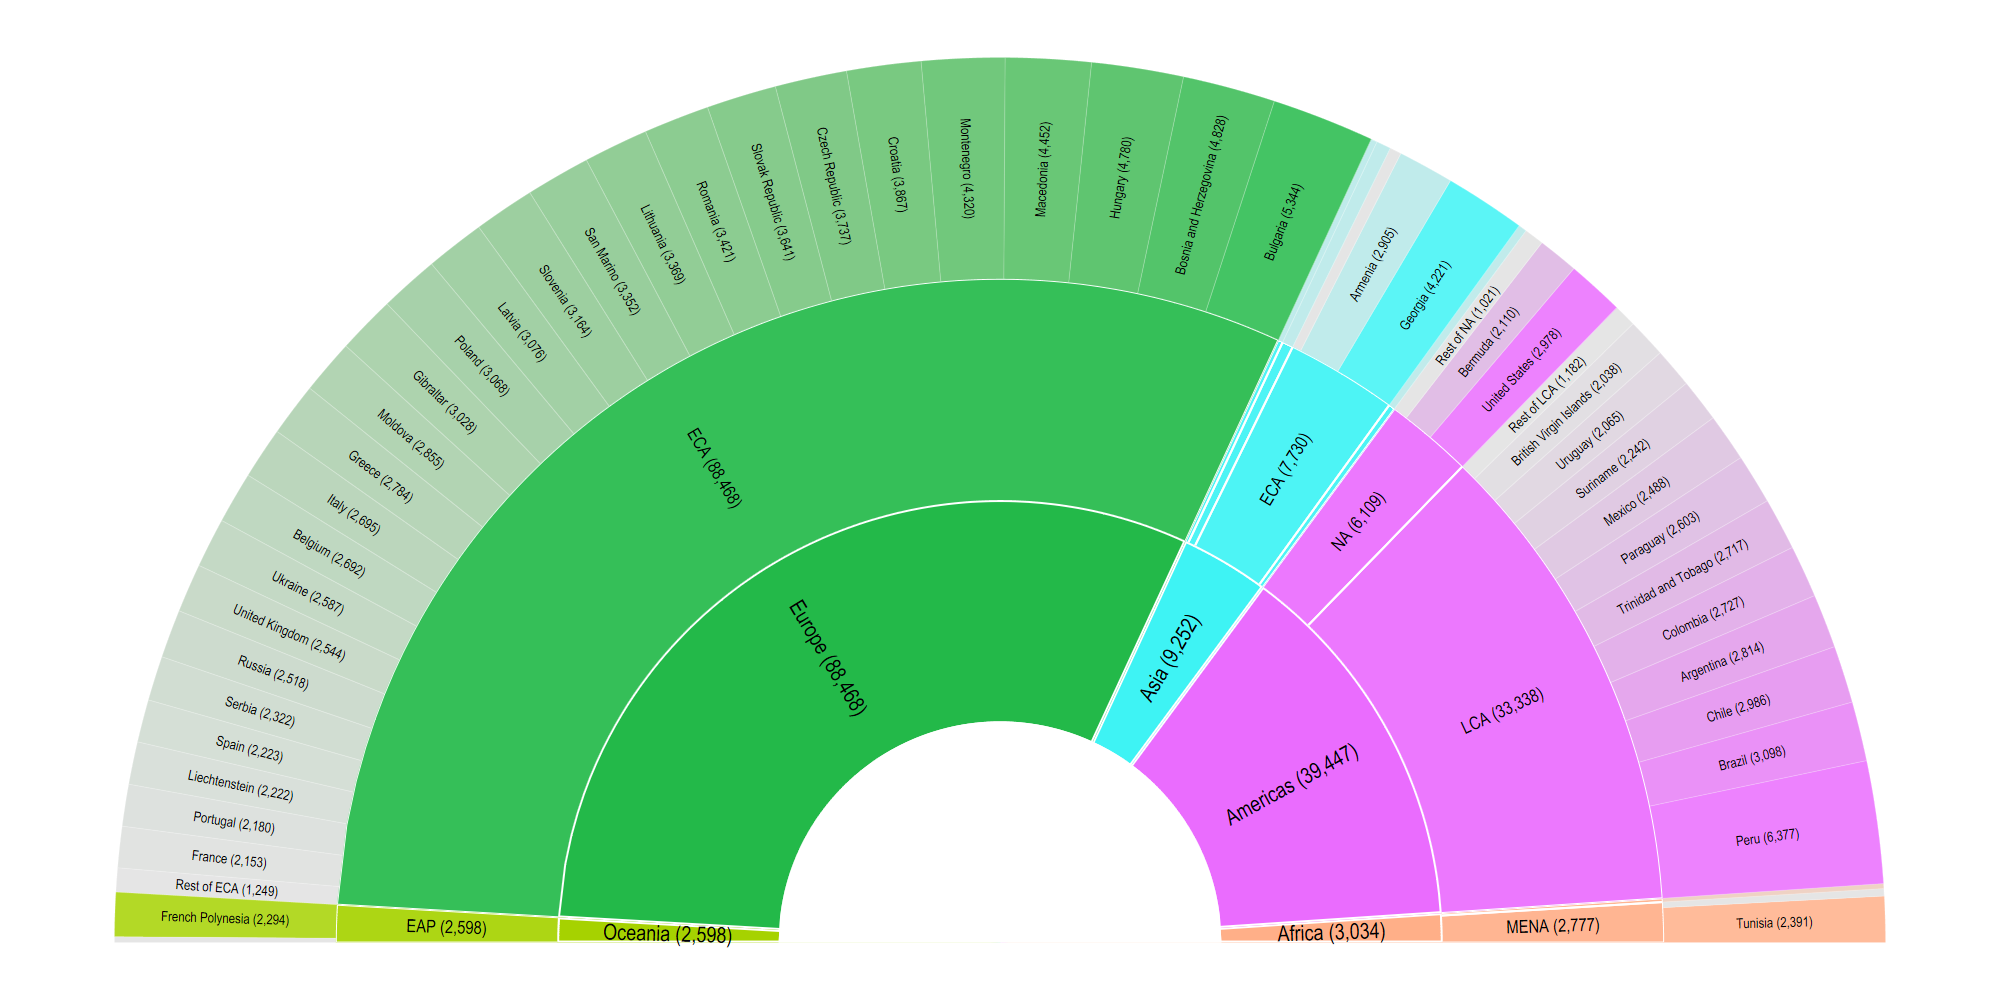 Europe (88,468)
Asia (9,252)
Americas (39,447)
Africa (3,034)
Oceania (2,598)
ECA (88,468)
ECA (7,730)
NA (6,109)
LCA (33,338)
MENA (2,777)
EAP (2,598)
French Polynesia (2,294)
Rest of ECA (1,249)
France (2,153)
Portugal (2,180)
Liechtenstein (2,222)
Spain (2,223)
Serbia (2,322)
Russia (2,518)
United Kingdom (2,544)
Ukraine (2,587)
Belgium (2,692)
Italy (2,695)
Greece (2,784)
Moldova (2,855)
Gibraltar (3,028)
Poland (3,068)
Latvia (3,076)
Slovenia (3,164)
San Marino (3,352)
Lithuania (3,369)
Romania (3,421)
Slovak Republic (3,641)
Czech Republic (3,737)
Croatia (3,867)
Montenegro (4,320)
Macedonia (4,452)
Hungary (4,780)
Bosnia and Herzegovina (4,828)
Bulgaria (5,344)
Armenia (2,905)
Georgia (4,221)
Rest of NA (1,021)
Bermuda (2,110)
United States (2,978)
Rest of LCA (1,182)
British Virgin Islands (2,038)
Uruguay (2,065)
Suriname (2,242)
Mexico (2,488)
Paraguay (2,603)
Trinidad and Tobago (2,717)
Colombia (2,727)
Argentina (2,814)
Chile (2,986)
Brazil (3,098)
Peru (6,377)
Tunisia (2,391)